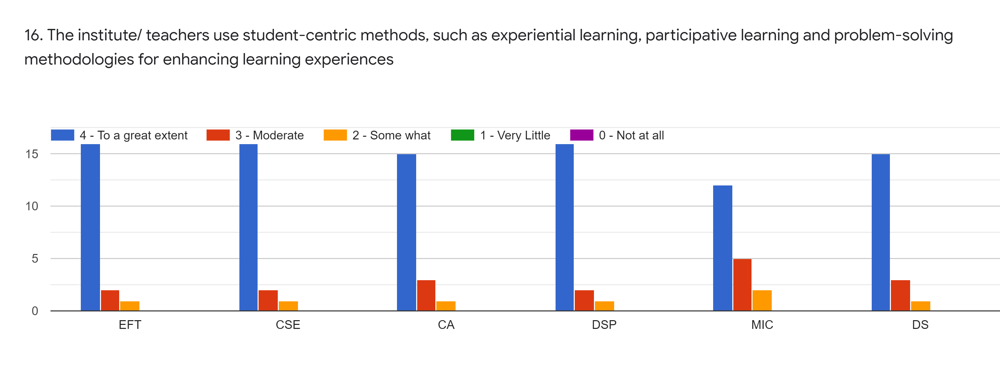 16. The institute/ teachers use student-centric methods, such as experiential learning, participative learning and problem-solving
methodologies for enhancing learning experiences
4 - To a great extent 3 - Moderate 2 - Some what 1 - Very Little 0 - Not at all
15
10
5
0
EFT CSE CA DSP MIC DS